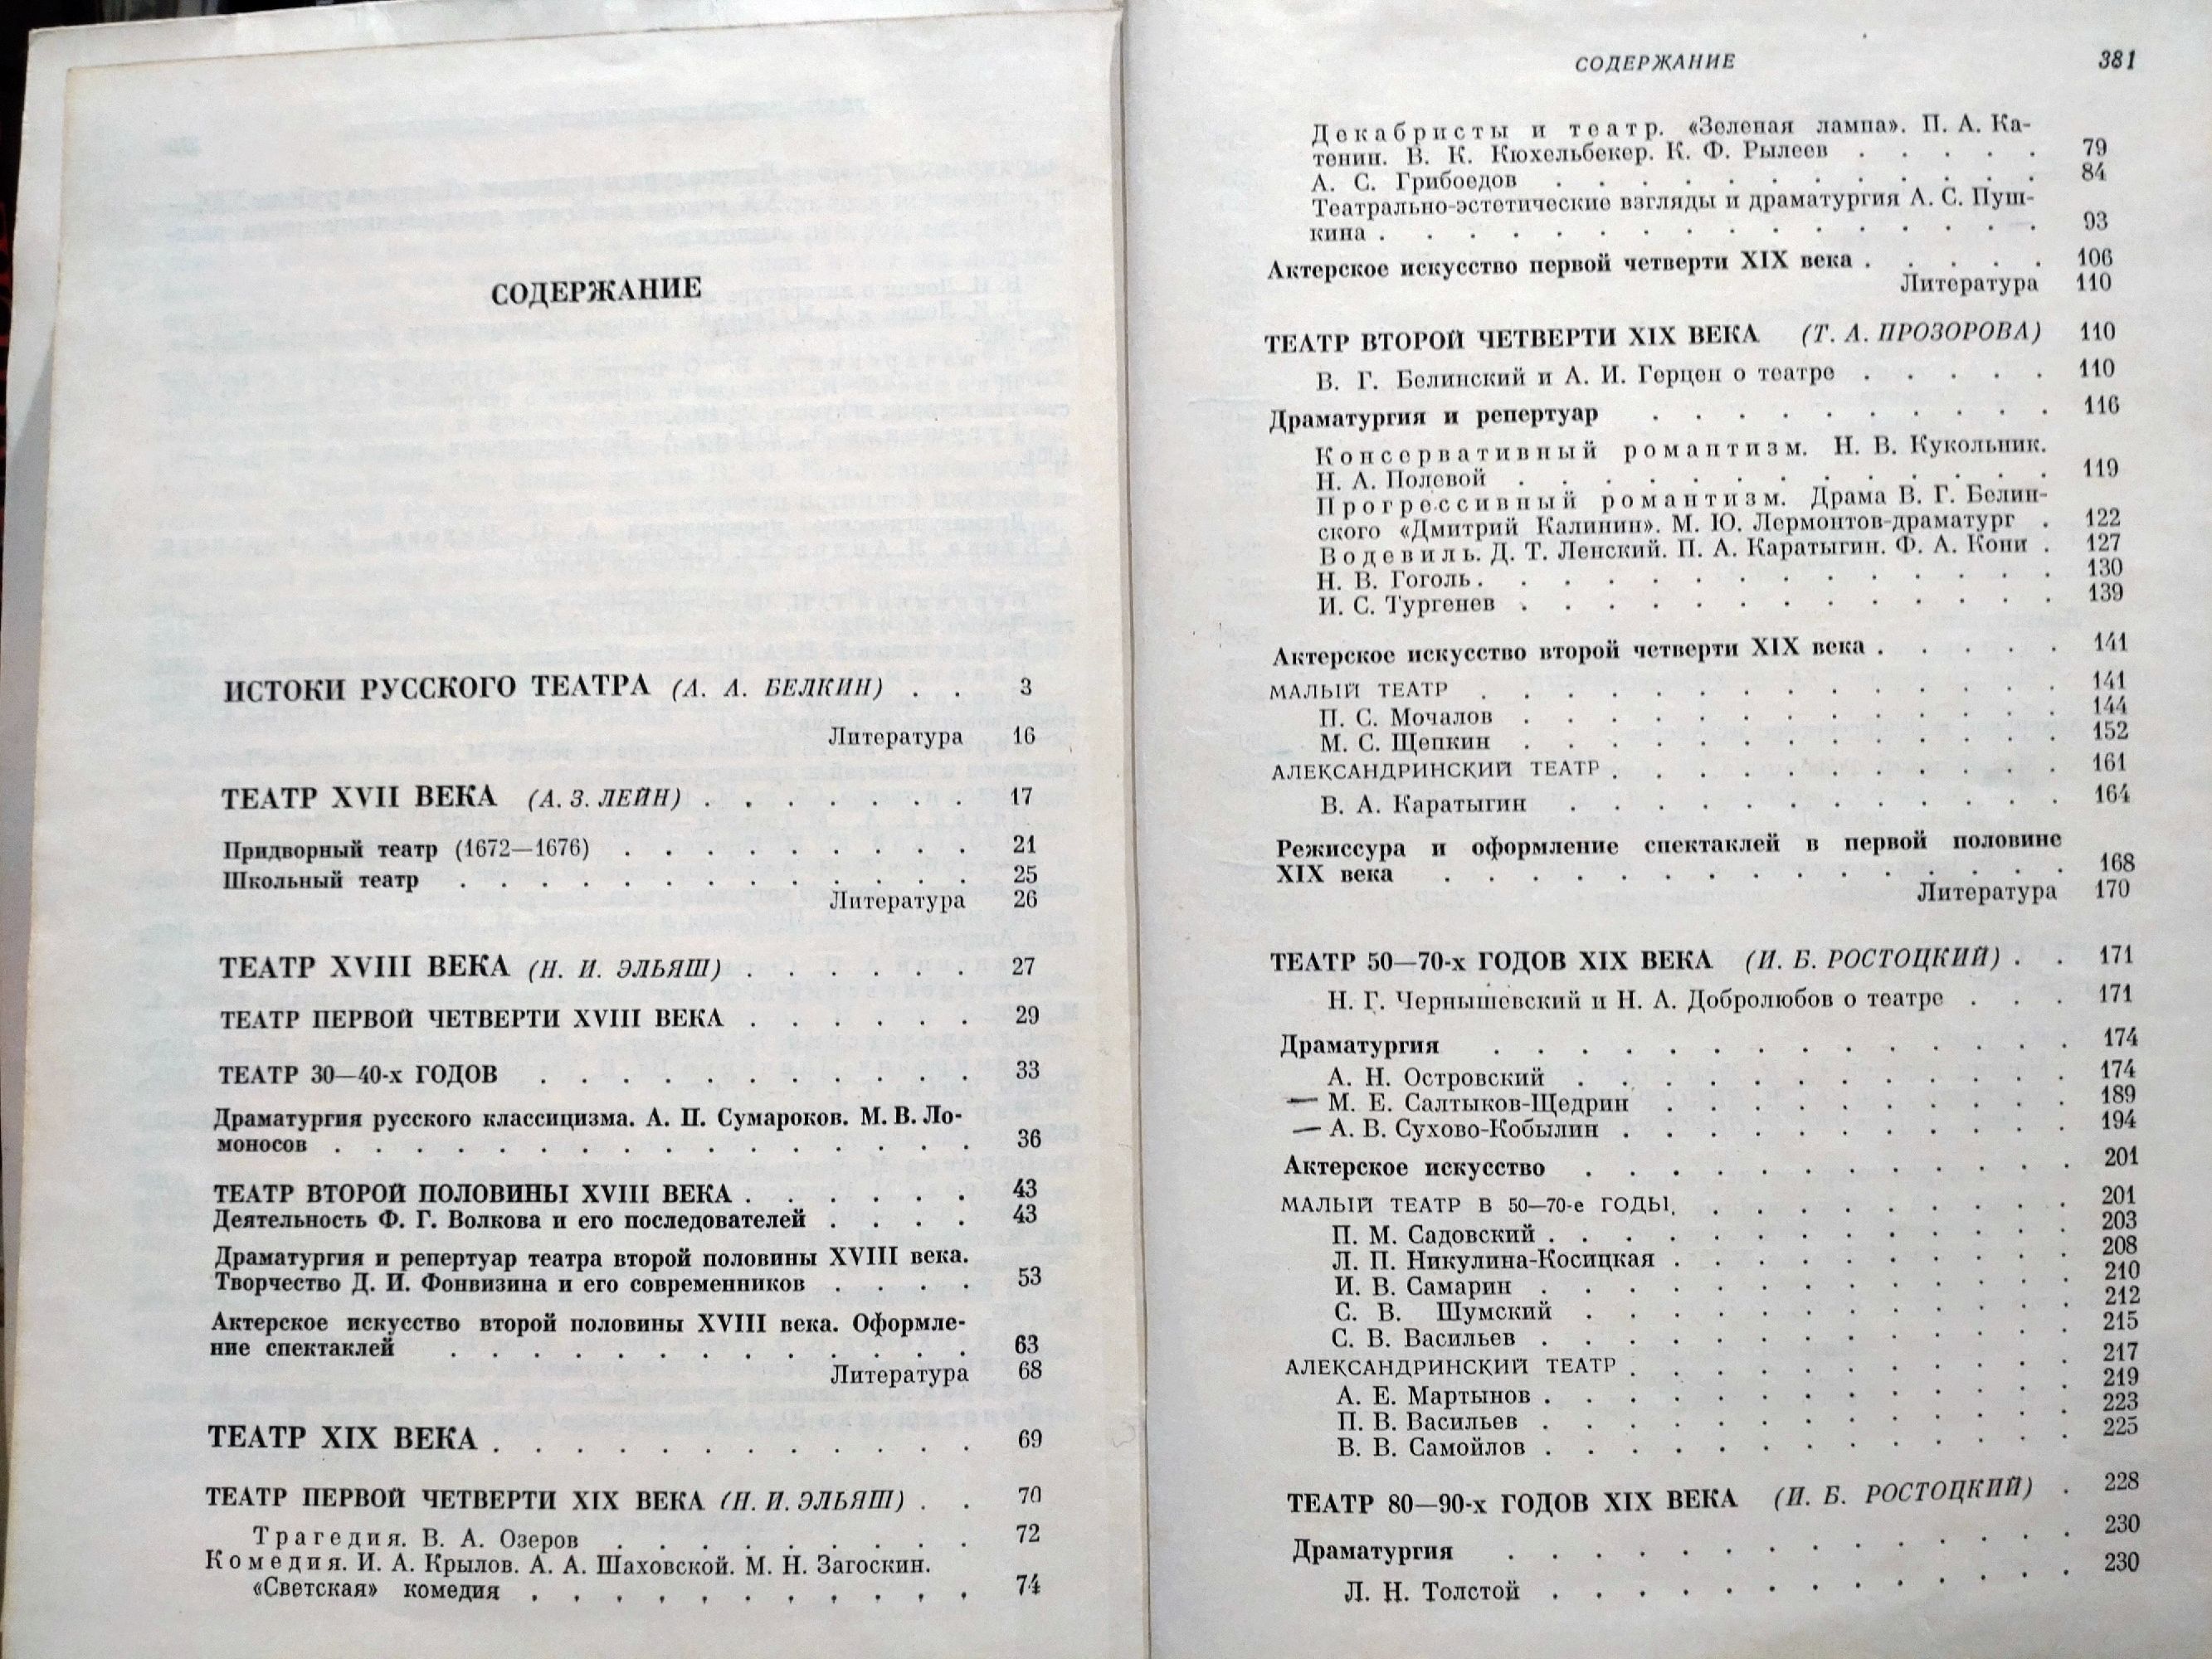 СОДЕРЖАНИЕ
ИСТОКИ РУССКОГО ТЕАТРА (А. А. БЕЛКИН) . . 3
Литература 16
ТЕАТР XVII ВЕКА (А. З. ЛЕЙН) . . . . . . . 17
Придворный театр (1672—1676) . . . . . . . . . 21
Школьный театр . . . . . . . . . . . . 25
Литература 26
ТЕАТР XVIII ВЕКА (Н. И. ЭЛЬЯШ) . . . . . . 27
ТЕАТР ПЕРВОЙ ЧЕТВЕРТИ XVIII ВЕКА . . . . . . 29
ТЕАТР 30—40-х ГОДОВ . . . . . . . . . . . 33
Драматургия русского классицизма. А. П. Сумароков. М. В. Ло-
моносов . . . . . . . . . . . . . . . . 36
ТЕАТР ВТОРОЙ ПОЛОВИНЫ XVIII ВЕКА . . . . . . 43
Деятельность Ф. Г. Волкова и его последователей . . . . 43
Драматургия и репертуар театра второй половины XVIII века.
Творчество Д. И. Фонвизина и его современников . . . . 53
Актерское искусство второй половины XVIII века. Оформле-
ние спектаклей . . . . . . . . . . . . . 63
Литература 68
ТЕАТР XIX ВЕКА . . . . . . . . . . . . 69
ТЕАТР ПЕРВОЙ ЧЕТВЕРТИ XIX ВЕКА (Н. И. ЭЛЬЯШ) . . 70
Трагедия. В. А. Озеров . . . . . . . . . 72
Комедия. И. А. Крылов. А. А. Шаховской. М. Н. Загоскин.
«Светская» комедия . . . . . . . . . . . 74
СОДЕРЖАНИЕ 381
Декабристы и театр. «Зеленая лампа». П. А. Ка-
тенин. В. К. Кюхельбекер. К. Ф. Рылеев . . . . . 79
А. С. Грибоедов . . . . . . . . . . . . 84
Театрально-эстетические взгляды и драматургия А. С. Пуш-
кина . . . . . . . . . . . . . . . . 93
Актерское искусство первой четверти XIX века . . . . . 106
Литература 110
ТЕАТР ВТОРОЙ ЧЕТВЕРТИ XIX ВЕКА (Т. А. ПРОЗОРОВА) 110
В. Г. Белинский и А. И. Герцен о театре . . . . . 110
Драматургия и репертуар . . . . . . . . . . 116
Консервативный романтизм. Н. В. Кукольник.
Н. А. Полевой . . . . . . . . . . . . . 119
Прогрессивный романтизм. Драма В. Г. Белин-
ского «Дмитрий Калинин». М. Ю. Лермонтов-драматург . 122
Водевиль. Д. Т. Ленский. П. А. Каратыгин. Ф. А. Кони . 127
Н. В. Гоголь . . . . . . . . . . . . . . 130
И. С. Тургенев . . . . . . . . . . . . . 139
Актерское искусство второй четверти XIX века . . . . . 141
МАЛЫЙ ТЕАТР . . . . . . . . . . . . . . 141
П. С. Мочалов . . . . . . . . . . . . . 144
М. С. Щепкин . . . . . . . . . . . . . 152
АЛЕКСАНДРИНСКИЙ ТЕАТР . . . . . . . . . . . 161
В. А. Каратыгин . . . . . . . . . . . . 164
Режиссура и оформление спектаклей в первой половине
XIX века . . . . . . . . . . . . . . . 168
Литература 170
ТЕАТР 50—70-х ГОДОВ XIX ВЕКА (И. Б. РОСТОЦКИЙ) . . 171
Н. Г. Чернышевский и Н. А. Добролюбов о театре . . . 171
Драматургия . . . . . . . . . . . . . . 174
А. Н. Островский . . . . . . . . . . . . 174
— М. Е. Салтыков-Щедрин . . . . . . . . . . 189
— А. В. Сухово-Кобылин . . . . . . . . . . . 194
Актерское искусство . . . . . . . . . . . . 201
МАЛЫЙ ТЕАТР В 50—70-е ГОДЫ . . . . . . . . . . 201
П. М. Садовский . . . . . . . . . . . . . 203
Л. П. Никулина-Косицкая . . . . . . . . . . 208
И. В. Самарин . . . . . . . . . . . . . 210
С. В. Шумский . . . . . . . . . . . . 212
С. В. Васильев . . . . . . . . . . . . . 215
АЛЕКСАНДРИНСКИЙ ТЕАТР . . . . . . . . . . . 217
А. Е. Мартынов . . . . . . . . . . . . . 219
П. В. Васильев . . . . . . . . . . . . . 223
В. В. Самойлов . . . . . . . . . . . . . 225
ТЕАТР 80—90-х ГОДОВ XIX ВЕКА (И. Б. РОСТОЦКИЙ) . 228
Драматургия . . . . . . . . . . . . . . 230
Л. Н. Толстой . . . . . . . . . . . . . 230